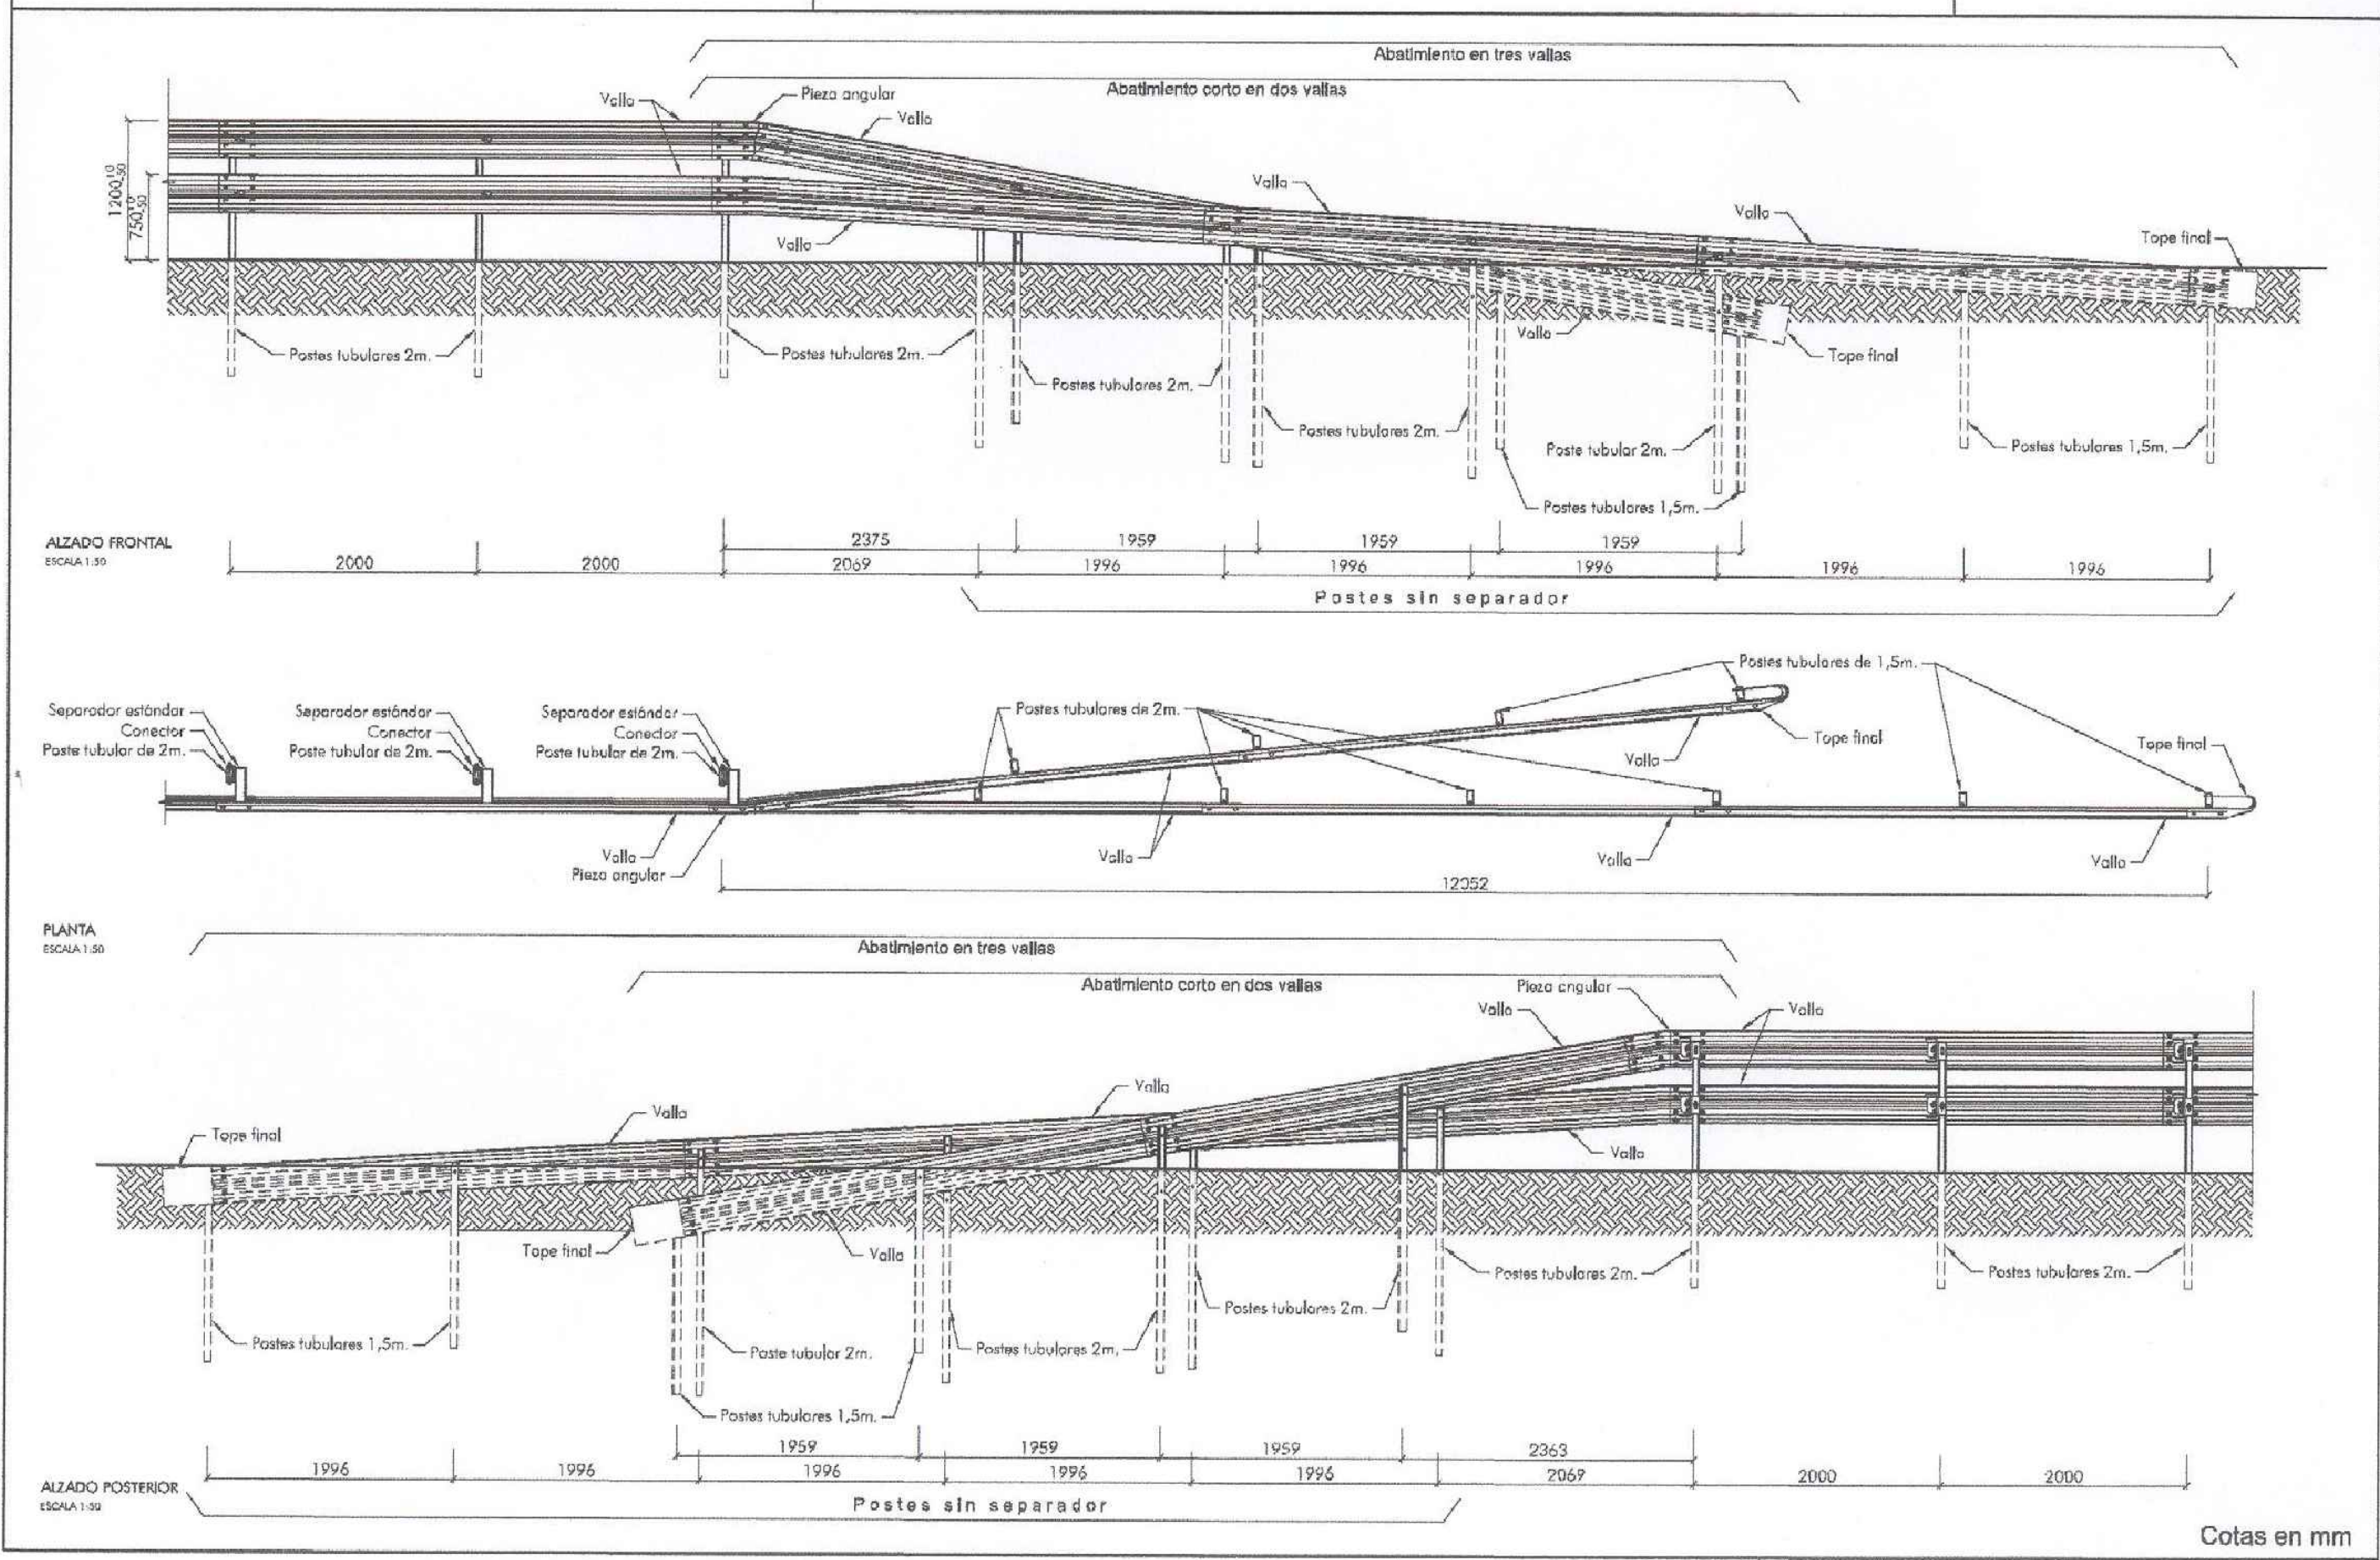 Abatimiento en tres vallas
Abatimiento corto en dos vallas
Valla
Pieza angular
Valla
Valla
Valla
Valla
Tope final
1200 +0 -50
750 +0 -50
Valla
Tope final
Postes tubulares 2m.
Postes tubulares 2m.
Postes tubulares 2m.
Postes tubulares 2m.
Poste tubular 2m.
Postes tubulares 1,5m.
Postes tubulares 1,5m.
ALZADO FRONTAL
ESCALA 1:50
2375 1959 1959 1959
2000 2000 2069 1996 1996 1996 1996 1996
Postes sin separador
Separador estándar
Conector
Poste tubular de 2m.
Separador estándar
Conector
Poste tubular de 2m.
Separador estándar
Conector
Poste tubular de 2m.
Postes tubulares de 2m.
Postes tubulares de 1,5m.
Valla
Tope final
Tope final
Valla
Pieza angular
Valla
Valla
Valla
12052
PLANTA
ESCALA 1:50
Abatimiento en tres vallas
Abatimiento corto en dos vallas
Pieza angular
Valla
Valla
Valla
Valla
Tope final
Valla
Tope final
Valla
Postes tubulares 2m.
Postes tubulares 2m.
Postes tubulares 2m.
Postes tubulares 1,5m.
Poste tubular 2m.
Postes tubulares 2m.
Postes tubulares 1,5m.
1959 1959 1959 2363
1996 1996 1996 1996 1996 2069 2000 2000
ALZADO POSTERIOR
ESCALA 1:50
Postes sin separador
Cotas en mm